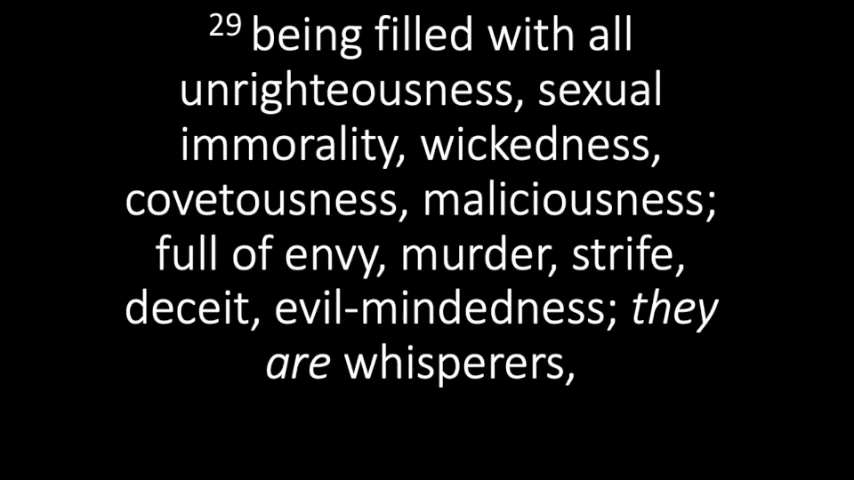 29 being filled with all
unrighteousness, sexual
immorality, wickedness,
covetousness, maliciousness;
full of envy, murder, strife,
deceit, evil-mindedness; they
are whisperers,